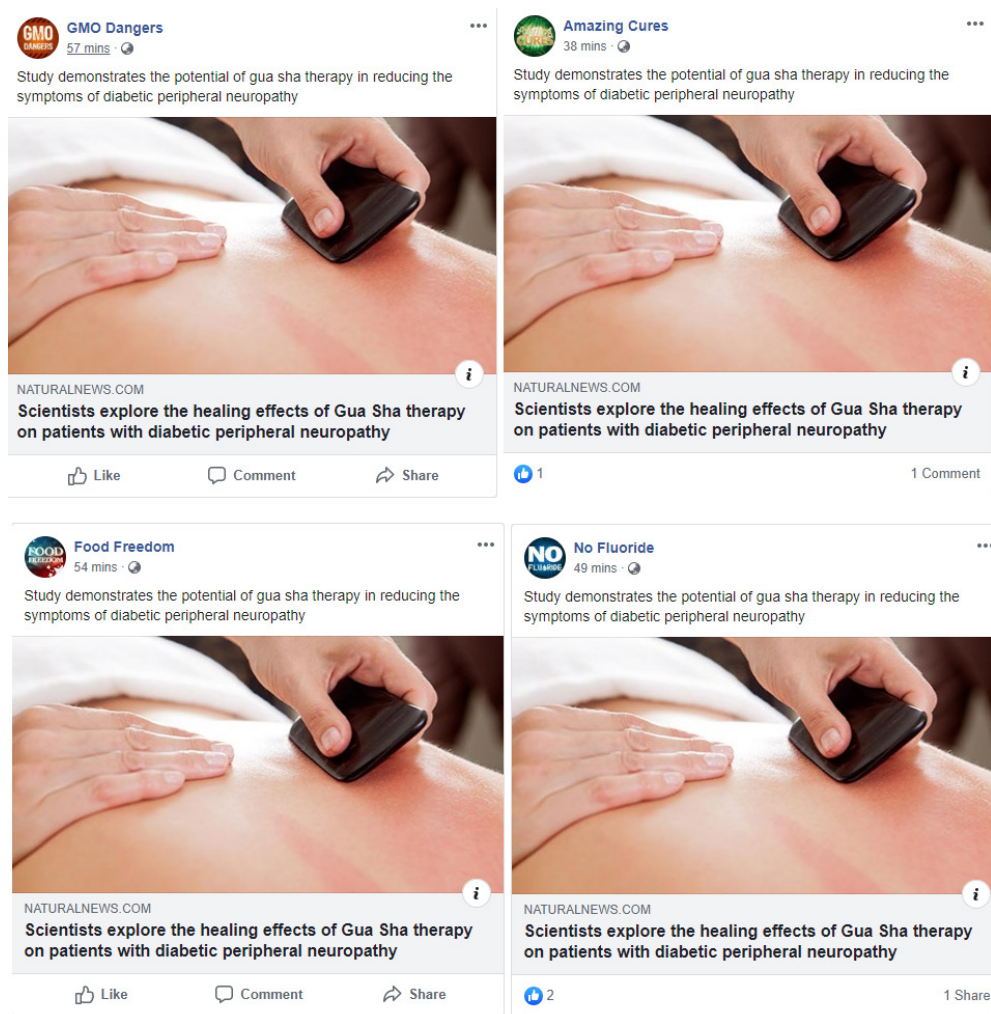 GMO DANGERS
GMO Dangers
57 mins ·
Study demonstrates the potential of gua sha therapy in reducing the
symptoms of diabetic peripheral neuropathy
i
NATURALNEWS.COM
Scientists explore the healing effects of Gua Sha therapy
on patients with diabetic peripheral neuropathy
Like Comment Share
CURES
Amazing Cures
38 mins ·
Study demonstrates the potential of gua sha therapy in reducing the
symptoms of diabetic peripheral neuropathy
i
NATURALNEWS.COM
Scientists explore the healing effects of Gua Sha therapy
on patients with diabetic peripheral neuropathy
1 1 Comment
FOOD
FREEDOM
Food Freedom
54 mins ·
Study demonstrates the potential of gua sha therapy in reducing the
symptoms of diabetic peripheral neuropathy
i
NATURALNEWS.COM
Scientists explore the healing effects of Gua Sha therapy
on patients with diabetic peripheral neuropathy
Like Comment Share
NO
FLUORIDE
No Fluoride
49 mins ·
Study demonstrates the potential of gua sha therapy in reducing the
symptoms of diabetic peripheral neuropathy
i
NATURALNEWS.COM
Scientists explore the healing effects of Gua Sha therapy
on patients with diabetic peripheral neuropathy
2 1 Share